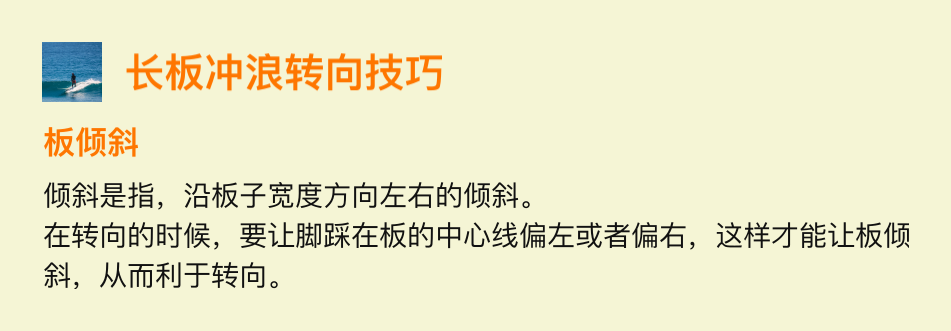 长板冲浪转向技巧
板倾斜
倾斜是指，沿板子宽度方向左右的倾斜。
在转向的时候，要让脚踩在板的中心线偏左或者偏右，这样才能让板倾
斜，从而利于转向。